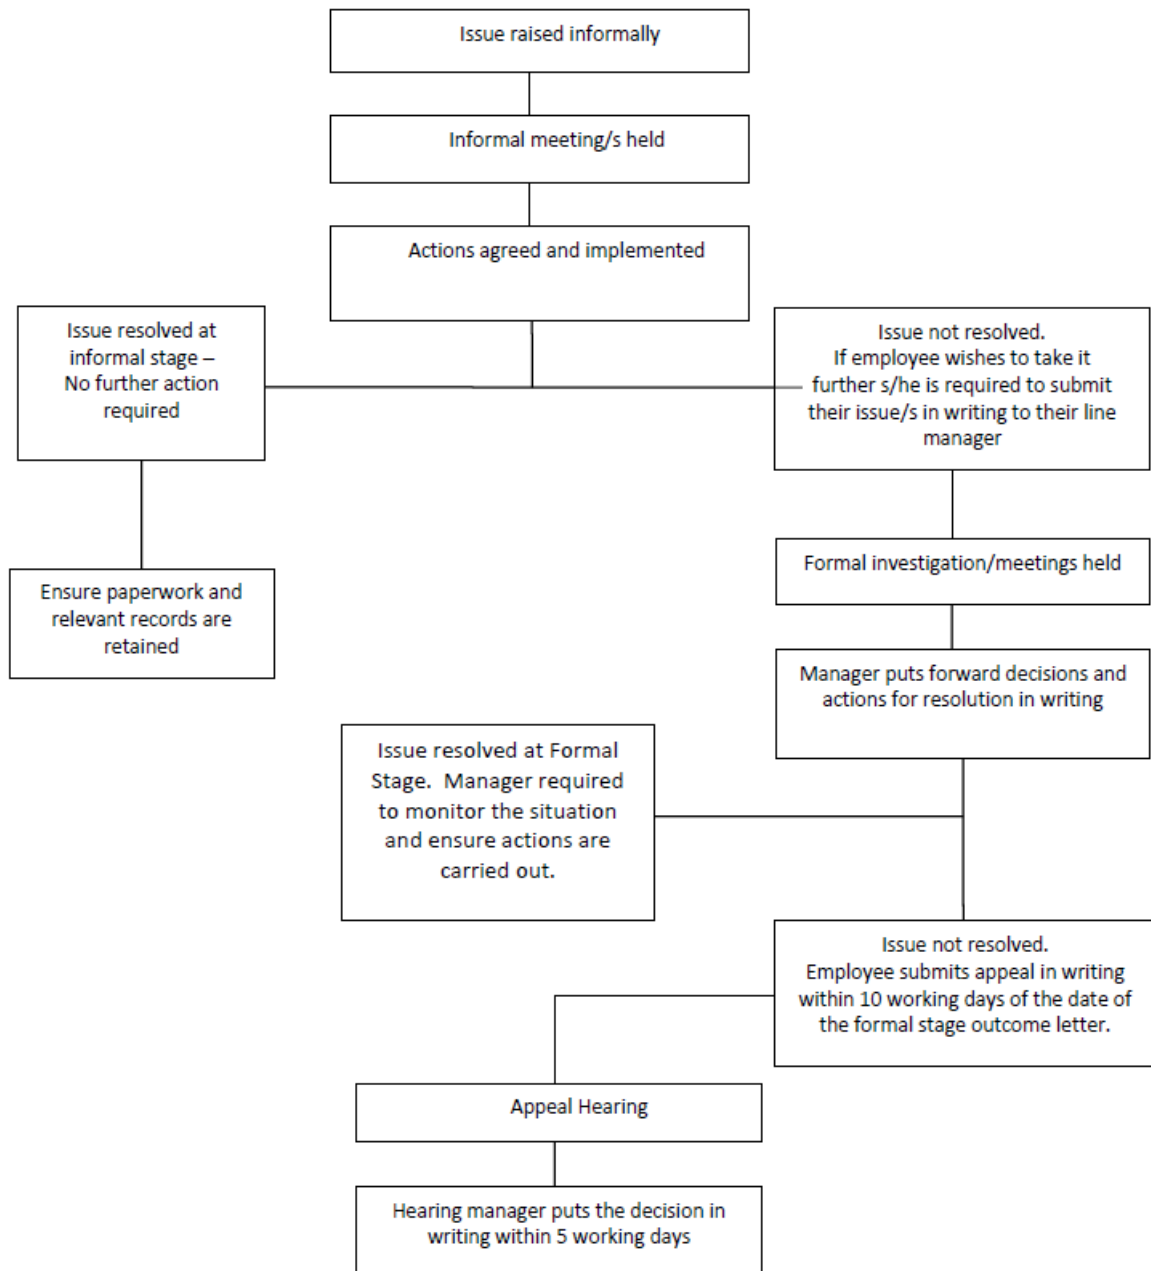 Issue raised informally
Informal meeting/s held
Actions agreed and implemented
Issue resolved at
informal stage –
No further action
required
Issue not resolved.
If employee wishes to take it
further s/he is required to submit
their issue/s in writing to their line
manager
Ensure paperwork and
relevant records are
retained
Formal investigation/meetings held
Manager puts forward decisions and
actions for resolution in writing
Issue resolved at Formal
Stage.  Manager required
to monitor the situation
and ensure actions are
carried out.
Issue not resolved.
Employee submits appeal in writing
within 10 working days of the date of
the formal stage outcome letter.
Appeal Hearing
Hearing manager puts the decision in
writing within 5 working days